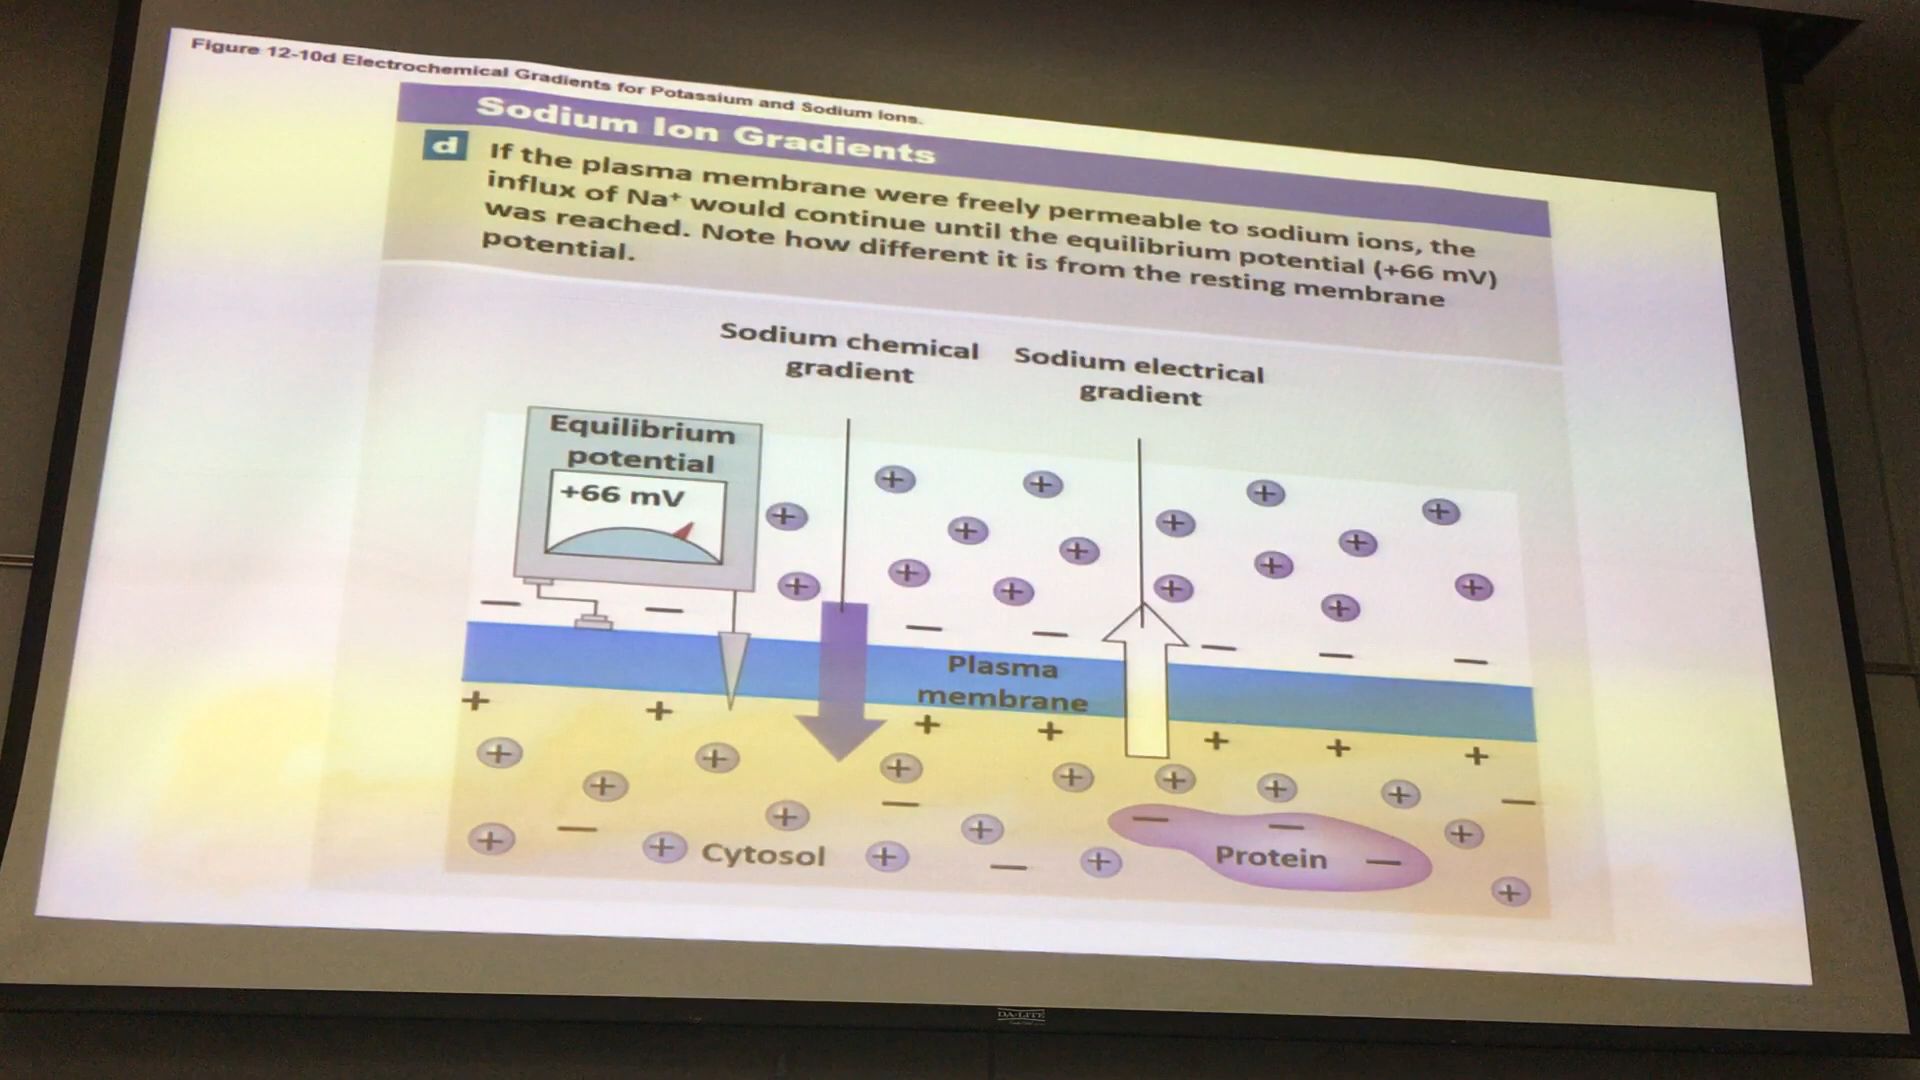 Figure 12-10d Electrochemical Gradients for Potassium and Sodium Ions.
Sodium Ion Gradients
d
If the plasma membrane were freely permeable to sodium ions, the
influx of Na⁺ would continue until the equilibrium potential (+66 mV)
was reached. Note how different it is from the resting membrane
potential.
Sodium chemical
gradient
Sodium electrical
gradient
Equilibrium
potential
+66 mV
Plasma
membrane
Cytosol
Protein
DA-LITE